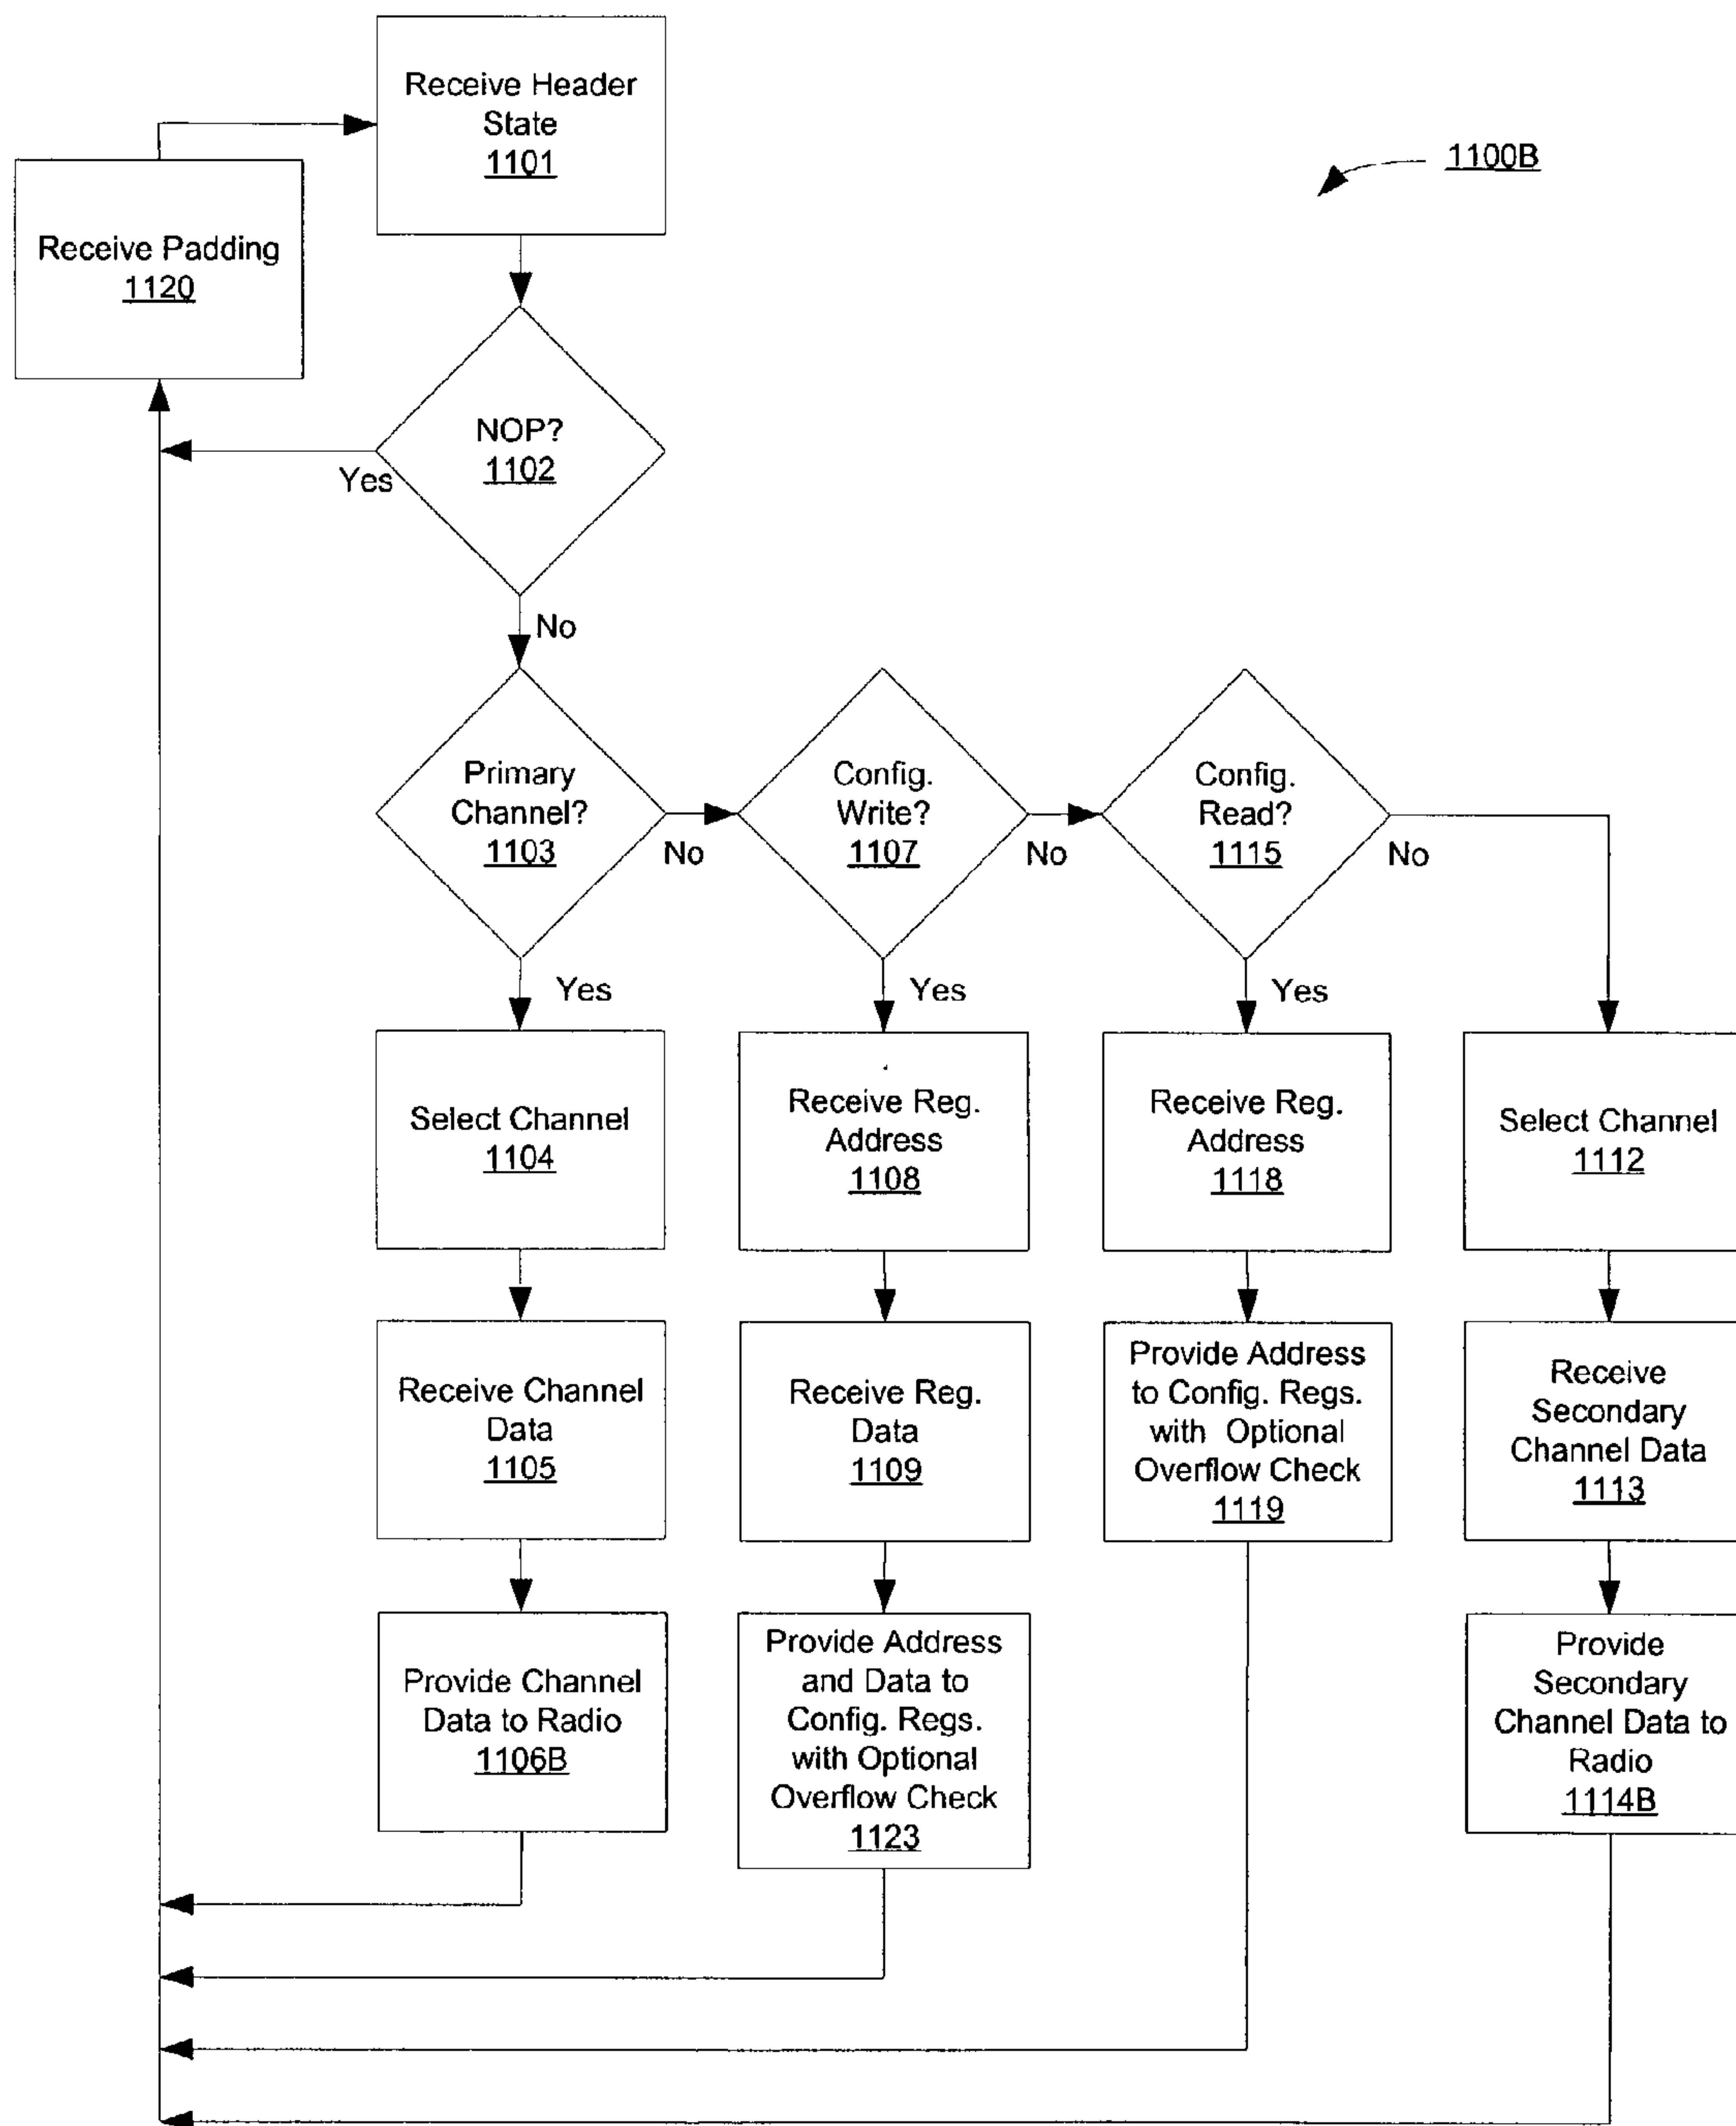 Receive Header
State
1101
1100B
Receive Padding
1120
NOP?
1102
Yes
No
Primary
Channel?
1103
No
Config.
Write?
1107
No
Config.
Read?
1115
No
Yes
Yes
Yes
Select Channel
1104
Receive Reg.
Address
1108
Receive Reg.
Address
1118
Select Channel
1112
Receive Channel
Data
1105
Receive Reg.
Data
1109
Provide Address
to Config. Regs.
with Optional
Overflow Check
1119
Receive
Secondary
Channel Data
1113
Provide Channel
Data to Radio
1106B
Provide Address
and Data to
Config. Regs.
with Optional
Overflow Check
1123
Provide
Secondary
Channel Data to
Radio
1114B